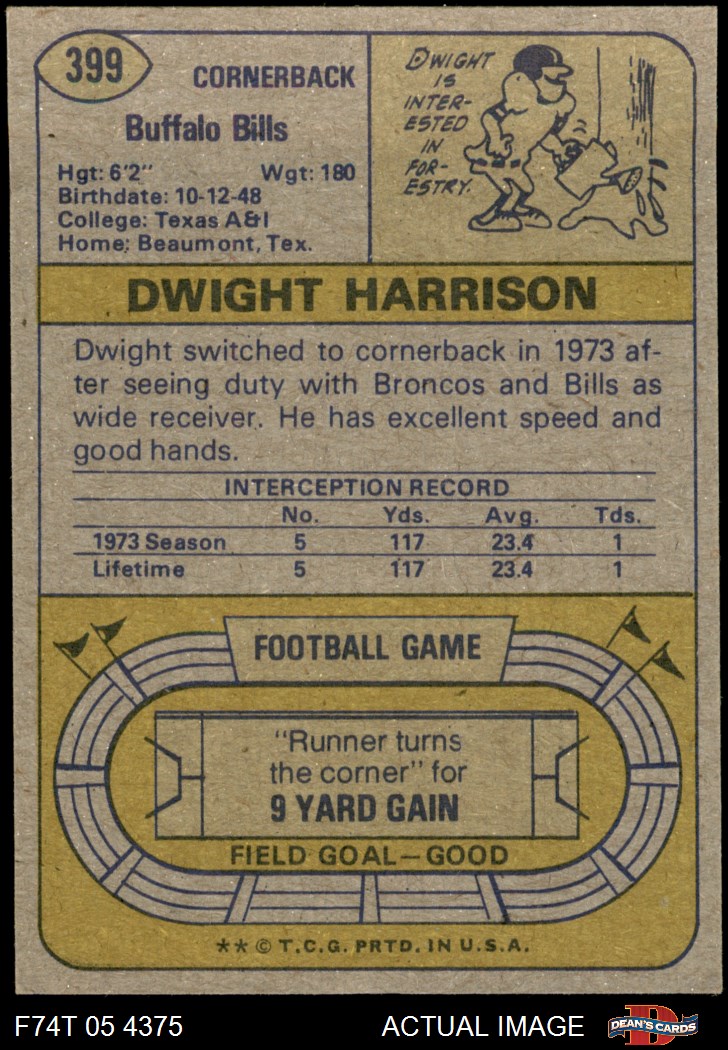 399
CORNERBACK
Buffalo Bills
Hgt: 6'2" Wgt: 180
Birthdate: 10-12-48
College: Texas A&I
Home: Beaumont, Tex.
DWIGHT
IS
INTER-
ESTED
IN
FOR-
ESTRY.
DWIGHT HARRISON
Dwight switched to cornerback in 1973 af-
ter seeing duty with Broncos and Bills as
wide receiver. He has excellent speed and
good hands.
INTERCEPTION RECORD
No. Yds. Avg. Tds.
1973 Season 5 117 23.4 1
Lifetime 5 117 23.4 1
FOOTBALL GAME
"Runner turns
the corner" for
9 YARD GAIN
FIELD GOAL—GOOD
** © T.C.G. PRTD. IN U.S.A.
F74T 05 4375 ACTUAL IMAGE D DEAN'S CARDS